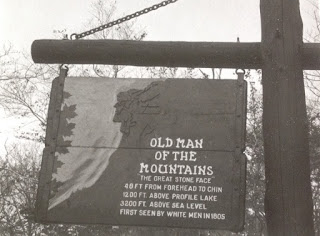 OLD MAN
OF THE
MOUNTAINS
THE GREAT STONE FACE
48 FT FROM FOREHEAD TO CHIN
1200 FT. ABOVE PROFILE LAKE
3200 FT. ABOVE SEA LEVEL
FIRST SEEN BY WHITE MEN IN 1805